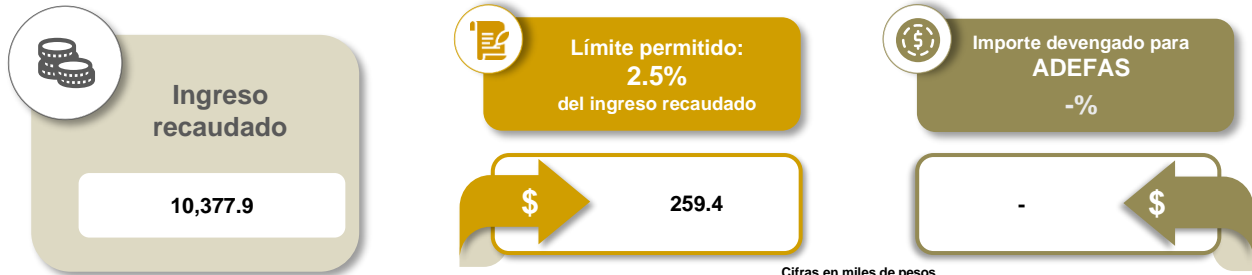 Ingreso
recaudado
10,377.9
Límite permitido:
2.5%
del ingreso recaudado
$
259.4
Importe devengado para
ADEFAS
-%
-
$
Cifras en miles de pesos